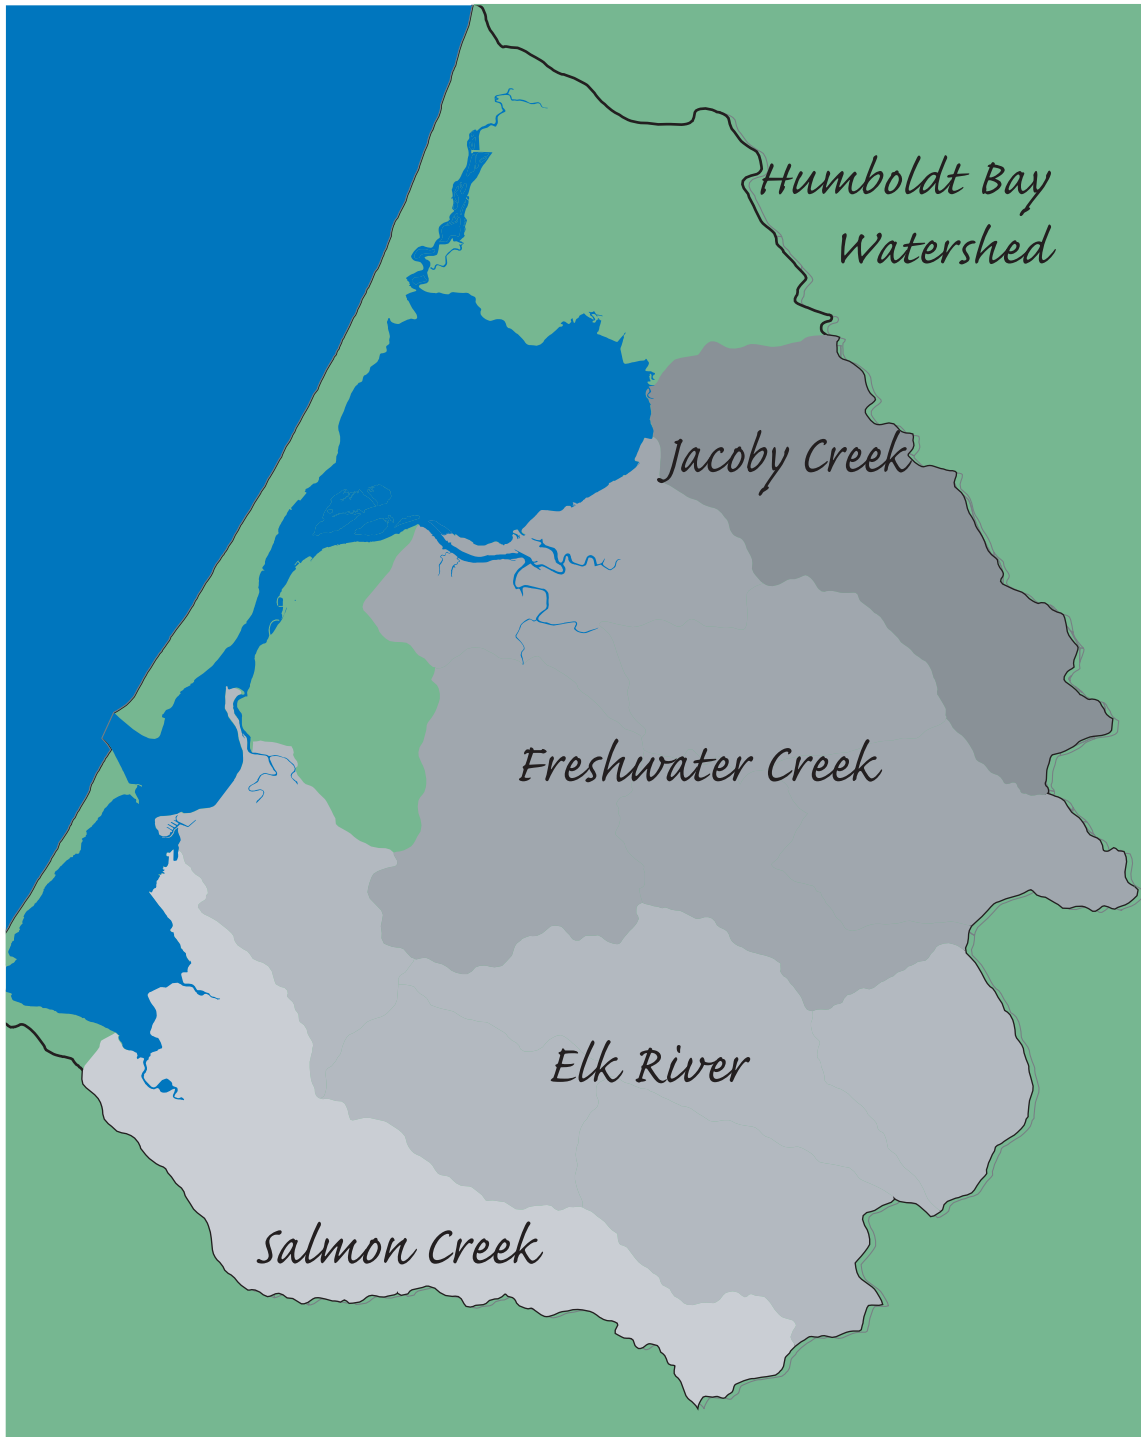 Humboldt Bay
Watershed
Jacoby Creek
Freshwater Creek
Elk River
Salmon Creek